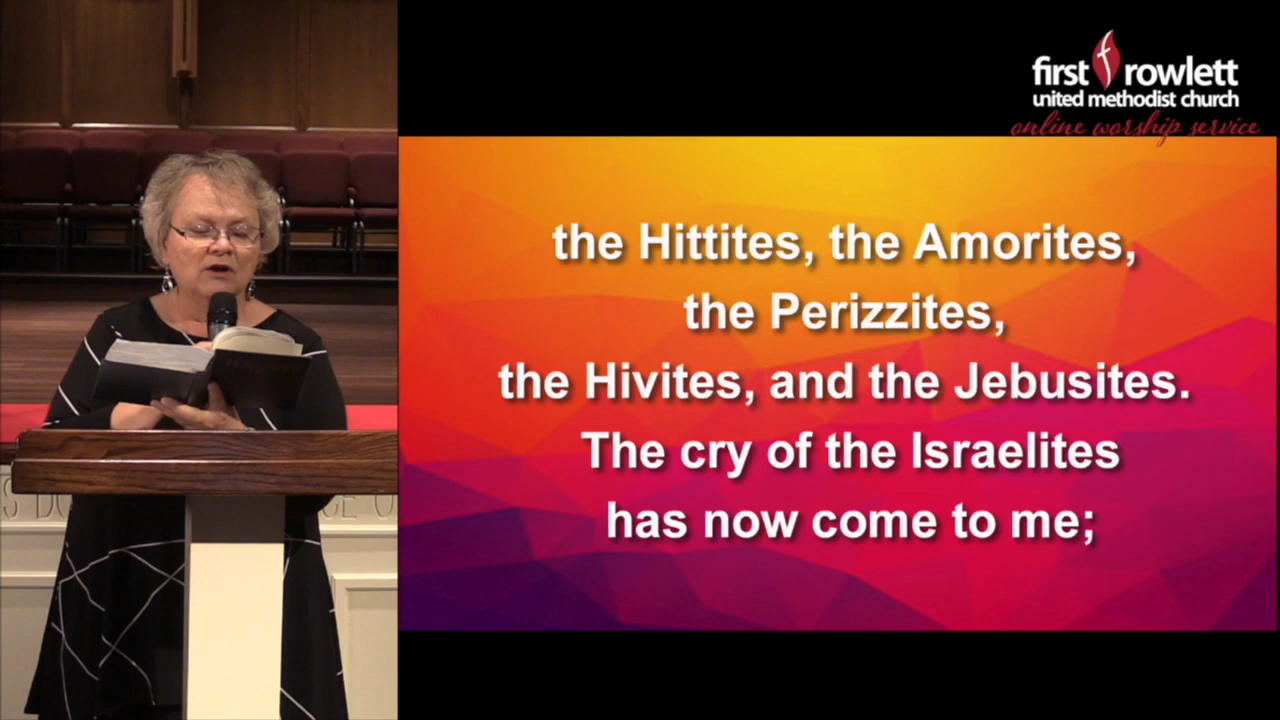 first rowlett
united methodist church
online worship service
the Hittites, the Amorites,
the Perizzites,
the Hivites, and the Jebusites.
The cry of the Israelites
has now come to me;